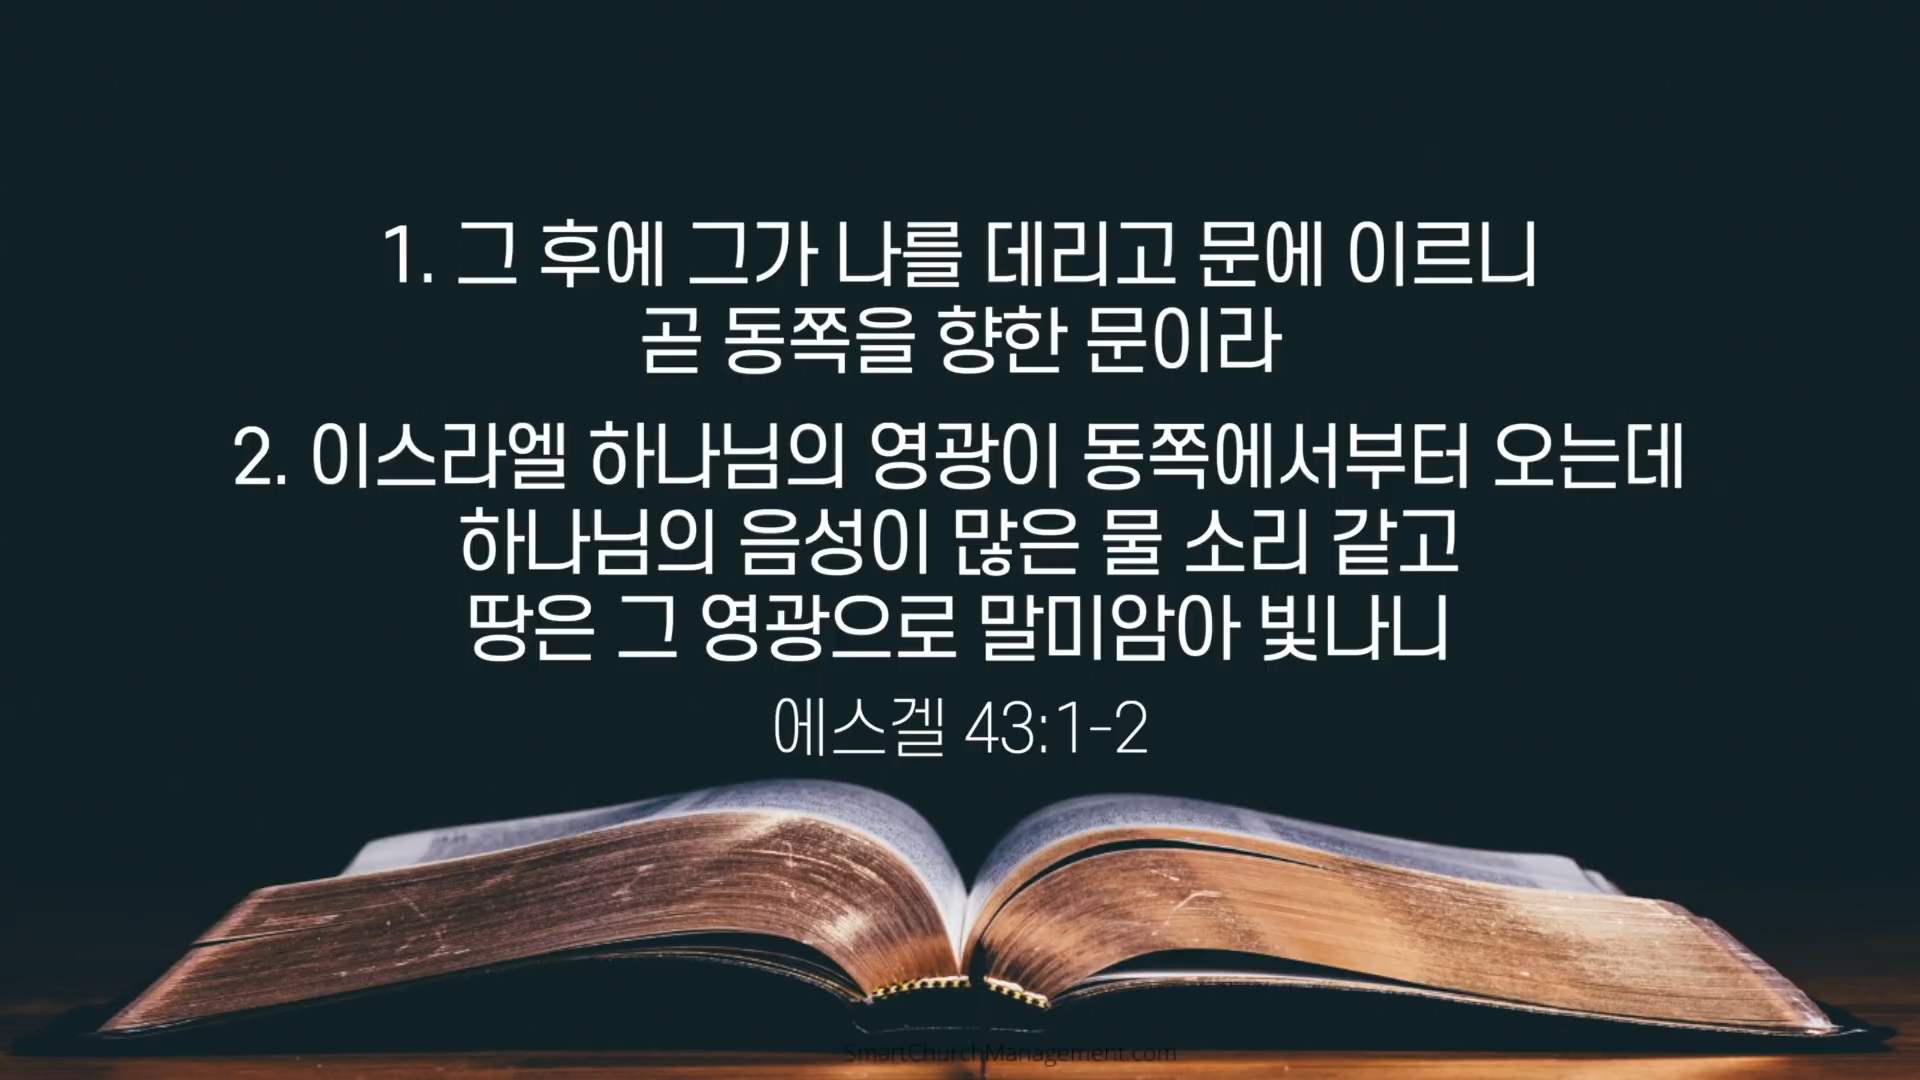 1. 그 후에 그가 나를 데리고 문에 이르니
곧 동쪽을 향한 문이라
2. 이스라엘 하나님의 영광이 동쪽에서부터 오는데
하나님의 음성이 많은 물 소리 같고
땅은 그 영광으로 말미암아 빛나니
에스겔 43:1-2
SmartChurchManagement.com